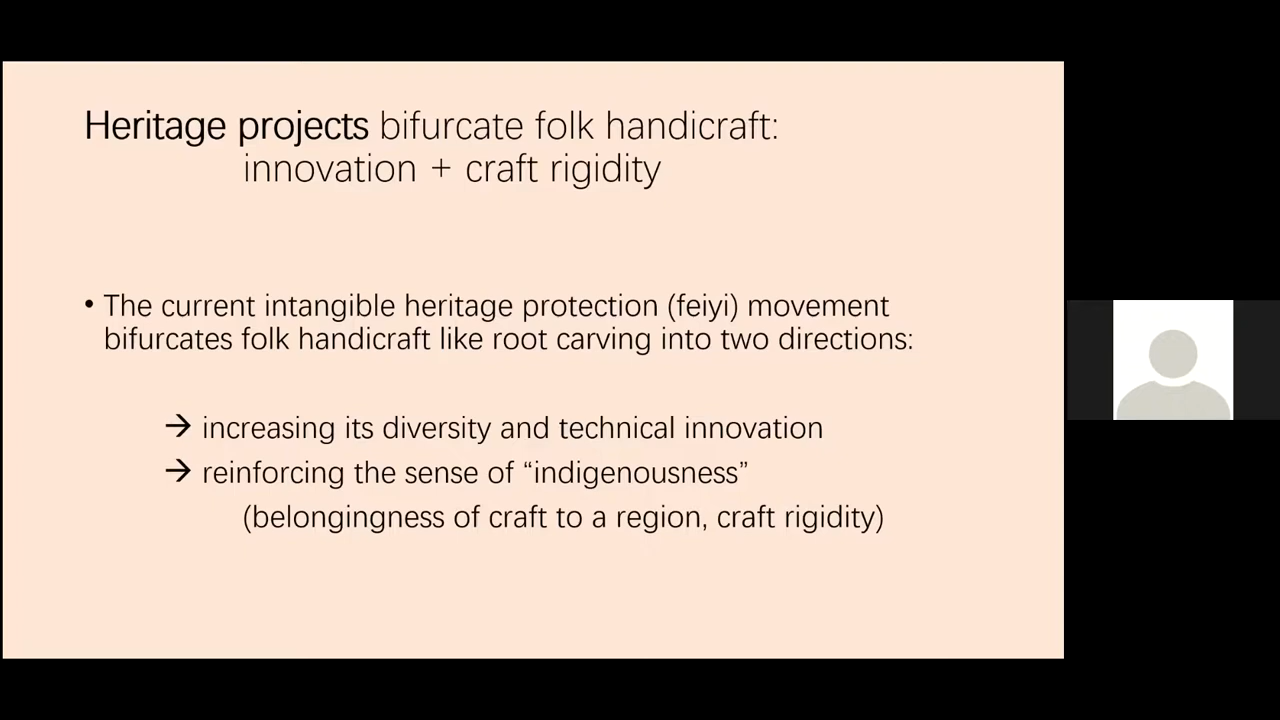 Heritage projects bifurcate folk handicraft:
innovation + craft rigidity
• The current intangible heritage protection (feiyi) movement
bifurcates folk handicraft like root carving into two directions:
→ increasing its diversity and technical innovation
→ reinforcing the sense of “indigenousness”
(belongingness of craft to a region, craft rigidity)